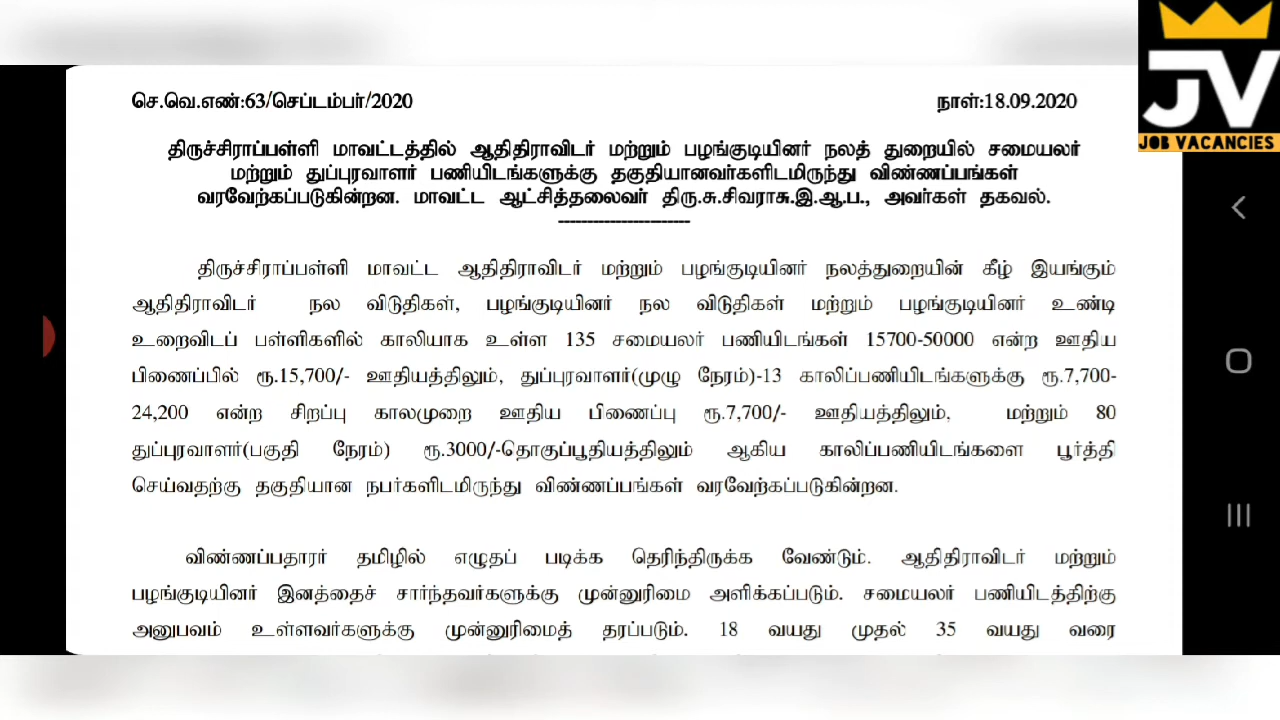 செ.வெ.எண்:63/செப்டம்பர்/2020
நாள்:18.09.2020
JV
JOB VACANCIES
திருச்சிராப்பள்ளி மாவட்டத்தில் ஆதிதிராவிடர் மற்றும் பழங்குடியினர் நலத் துறையில் சமையலர்
மற்றும் துப்புரவாளர் பணியிடங்களுக்கு தகுதியானவர்களிடமிருந்து விண்ணப்பங்கள்
வரவேற்கப்படுகின்றன. மாவட்ட ஆட்சித்தலைவர் திரு.சு.சிவராசு.இ.ஆ.ப., அவர்கள் தகவல்.
-----------------------
திருச்சிராப்பள்ளி மாவட்ட ஆதிதிராவிடர் மற்றும் பழங்குடியினர் நலத்துறையின் கீழ் இயங்கும்
ஆதிதிராவிடர் நல விடுதிகள், பழங்குடியினர் நல விடுதிகள் மற்றும் பழங்குடியினர் உண்டி
உறைவிடப் பள்ளிகளில் காலியாக உள்ள 135 சமையலர் பணியிடங்கள் 15700-50000 என்ற ஊதிய
பிணைப்பில் ரூ.15,700/- ஊதியத்திலும், துப்புரவாளர்(முழு நேரம்)-13 காலிப்பணியிடங்களுக்கு ரூ.7,700-
24,200 என்ற சிறப்பு காலமுறை ஊதிய பிணைப்பு ரூ.7,700/- ஊதியத்திலும், மற்றும் 80
துப்புரவாளர்(பகுதி நேரம்) ரூ.3000/-தொகுப்பூதியத்திலும் ஆகிய காலிப்பணியிடங்களை பூர்த்தி
செய்வதற்கு தகுதியான நபர்களிடமிருந்து விண்ணப்பங்கள் வரவேற்கப்படுகின்றன.
விண்ணப்பதாரர் தமிழில் எழுதப் படிக்க தெரிந்திருக்க வேண்டும். ஆதிதிராவிடர் மற்றும்
பழங்குடியினர் இனத்தைச் சார்ந்தவர்களுக்கு முன்னுரிமை அளிக்கப்படும். சமையலர் பணியிடத்திற்கு
அனுபவம் உள்ளவர்களுக்கு முன்னுரிமைத் தரப்படும். 18 வயது முதல் 35 வயது வரை